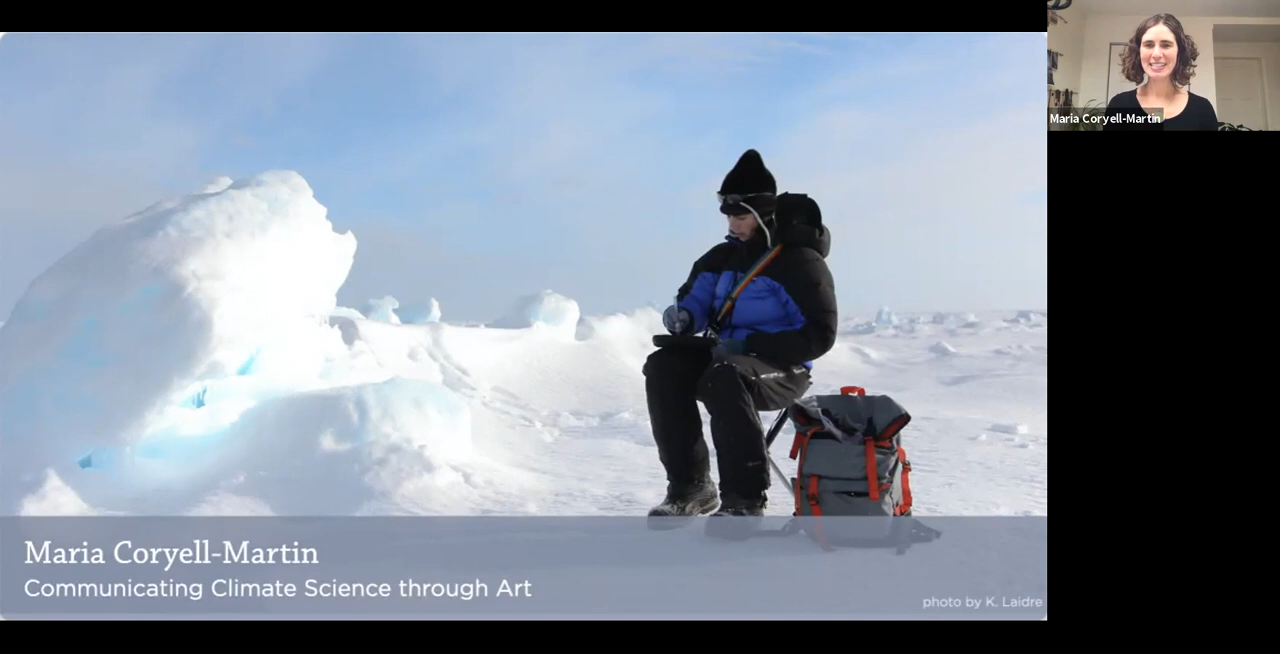 Maria Coryell-Martin
Maria Coryell-Martin
Communicating Climate Science through Art
photo by K. Laidre